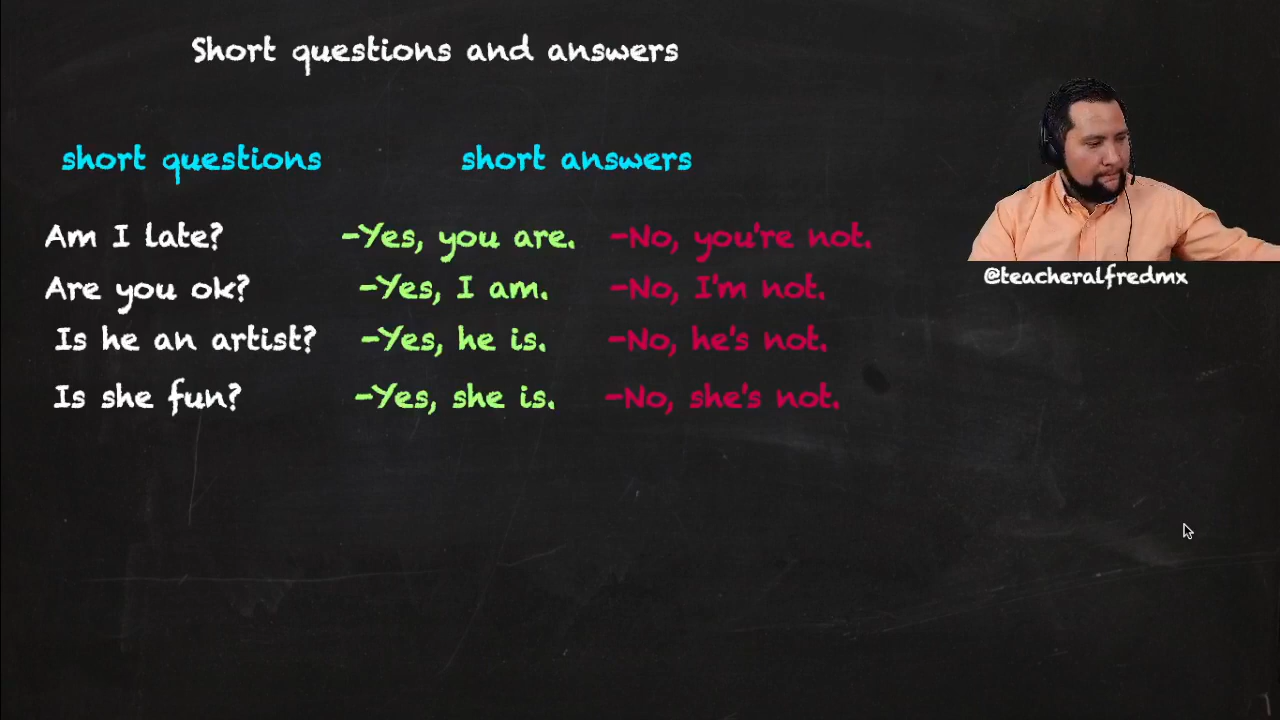 Short questions and answers
short questions short answers
Am I late? -Yes, you are. -No, you're not.
Are you ok? -Yes, I am. -No, I'm not.
Is he an artist? -Yes, he is. -No, he's not.
Is she fun? -Yes, she is. -No, she's not.
@teacheralfredmx